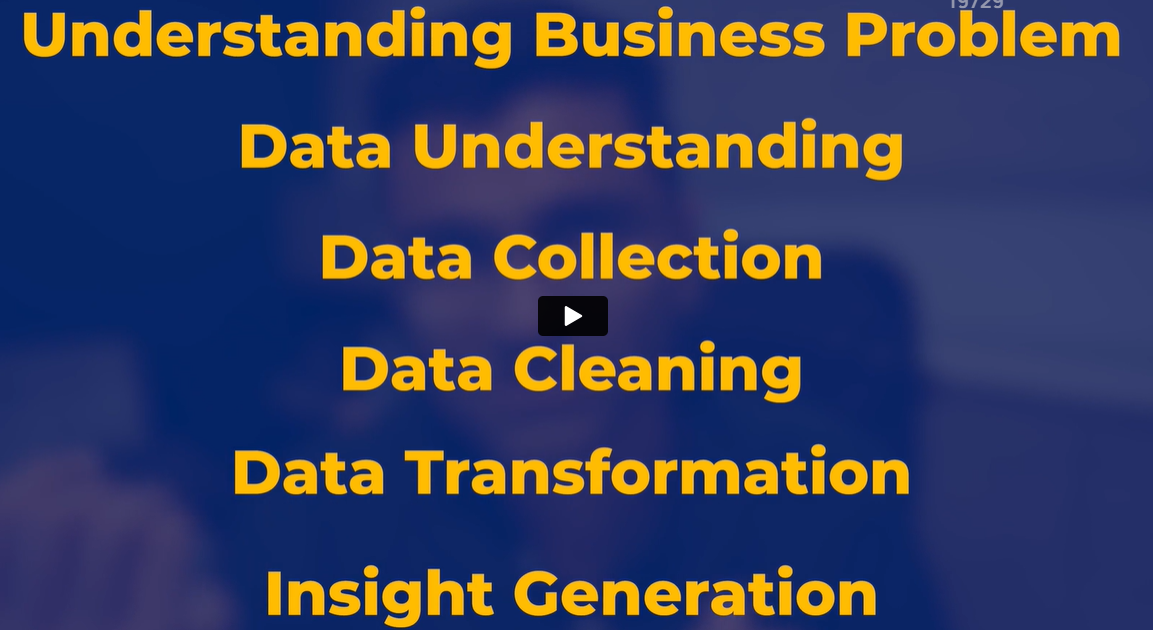 Understanding Business Problem
Data Understanding
Data Collection
Data Cleaning
Data Transformation
Insight Generation